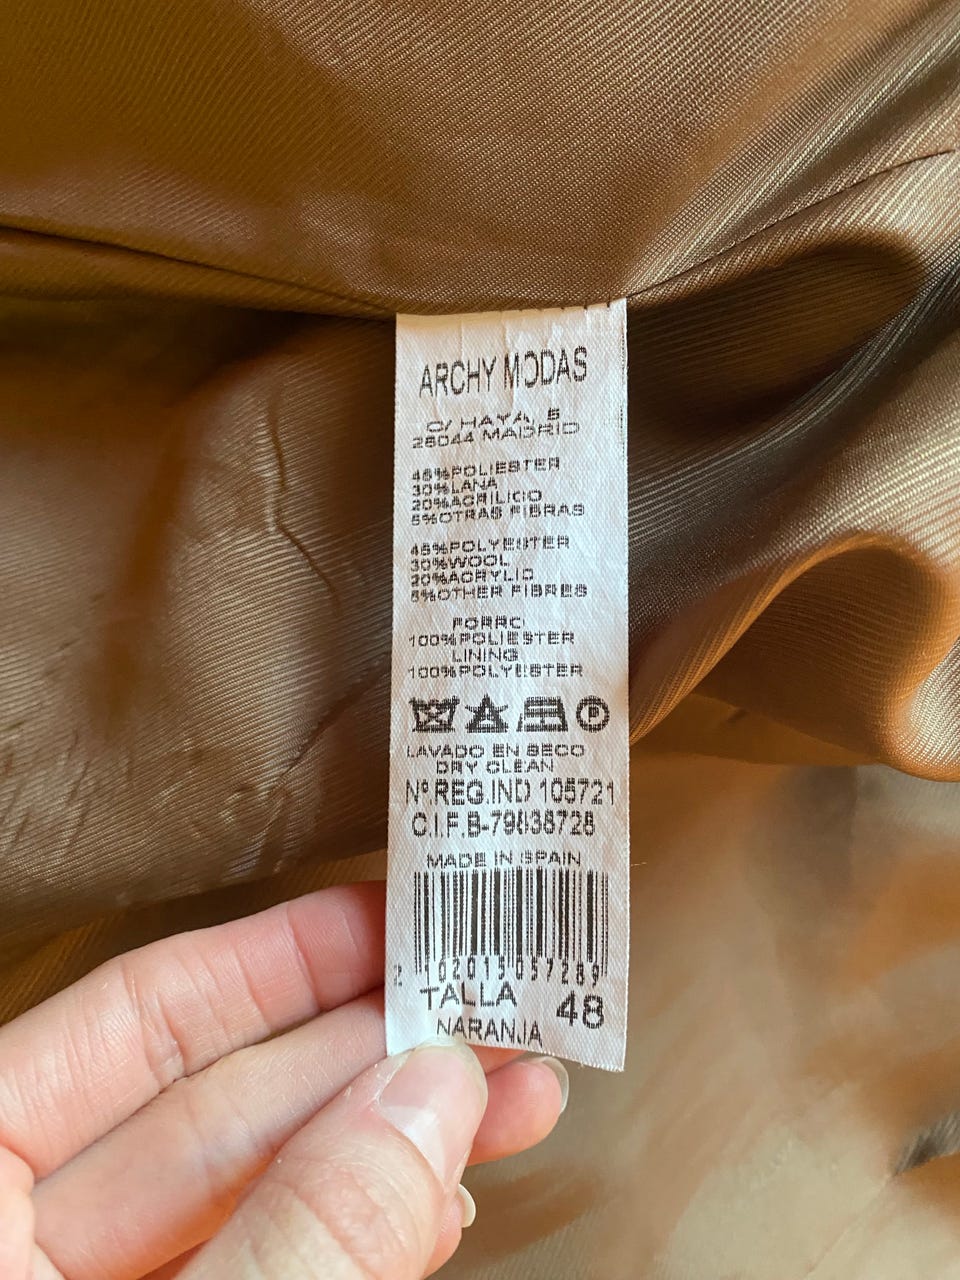 ARCHY MODAS
C/ HAYA, 5
28044 MADRID
45%POLIESTER
30%LANA
20%ACRILICO
5%OTRAS FIBRAS
45%POLYESTER
30%WOOL
20%ACRYLIC
5%OTHER FIBRES
FORRO
100%POLIESTER
LINING
100%POLYESTER
P
LAVADO EN SECO
DRY CLEAN
Nº.REG.IND 105721
C.I.F.B-79838728
MADE IN SPAIN
2 102015057289
TALLA 48
NARANJA